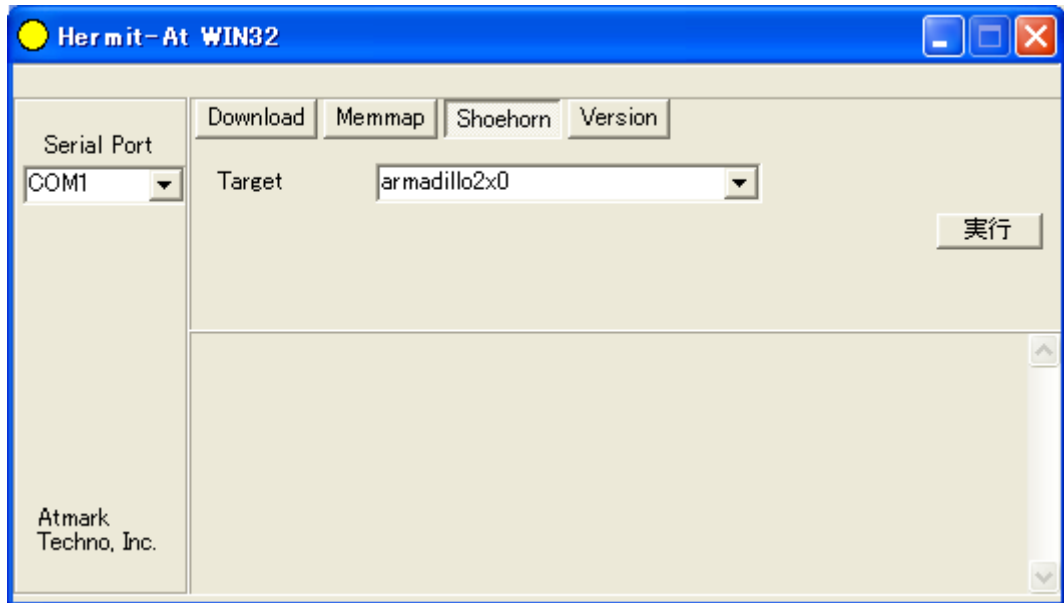 Hermit-At WIN32
Download Memmap Shoehorn Version
Serial Port
COM1
Target armadillo2x0
実行
Atmark
Techno, Inc.